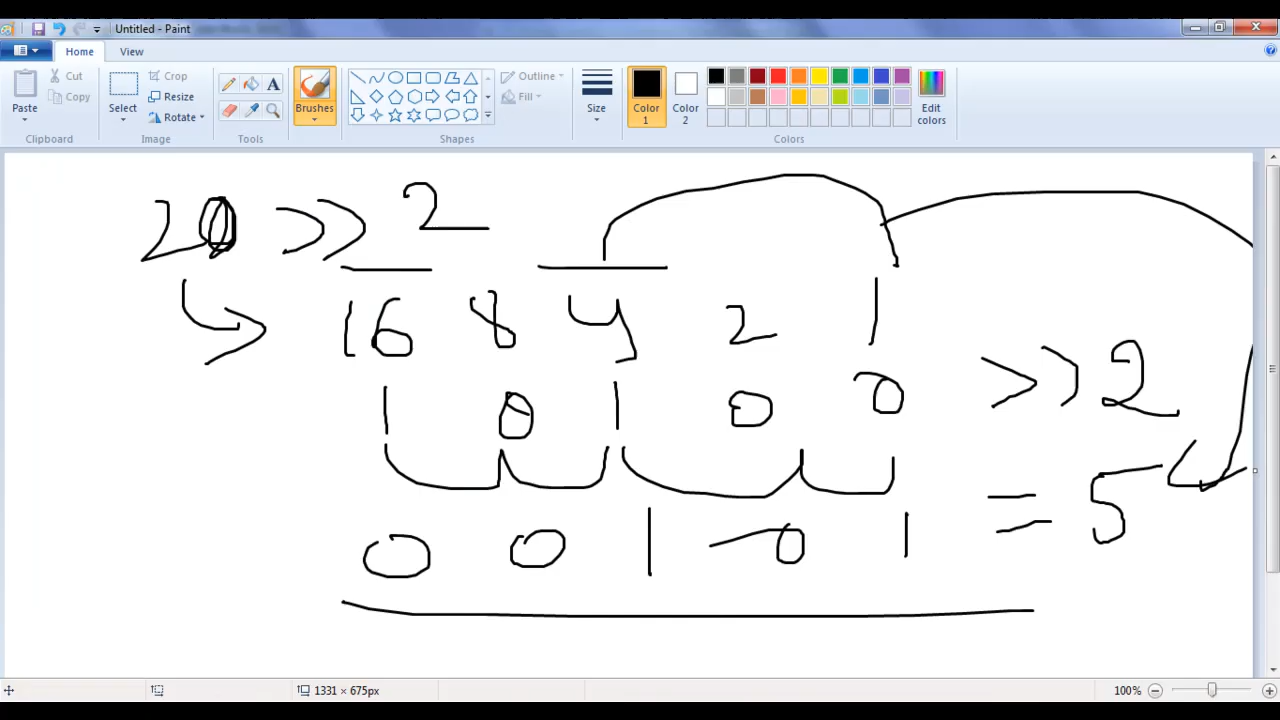 Untitled - Paint
Home View
Cut
Copy
Paste
Clipboard
Crop
Resize
Rotate
Select
Image
Tools
Brushes
Outline
Fill
Shapes
Size
Color 1
Color 2
Edit colors
Colors
20 >> 2
16 8 4 2 1
1 0 1 0 0 >> 2
= 5
0 0 1 0 1
1331 × 675px
100%